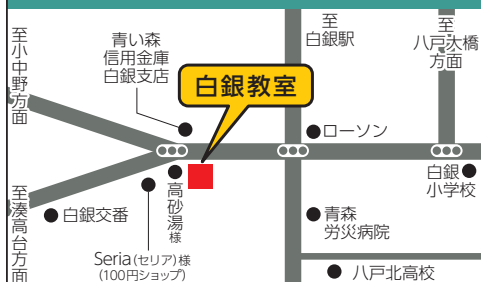 至小中野方面
青い森
信用金庫
白銀支店
至
白銀駅
至
八戸大橋
方面
白銀教室
ローソン
白銀
小学校
至湊高台方面
白銀交番
高砂湯様
Seria(セリア)様
(100円ショップ)
青森
労災病院
八戸北高校